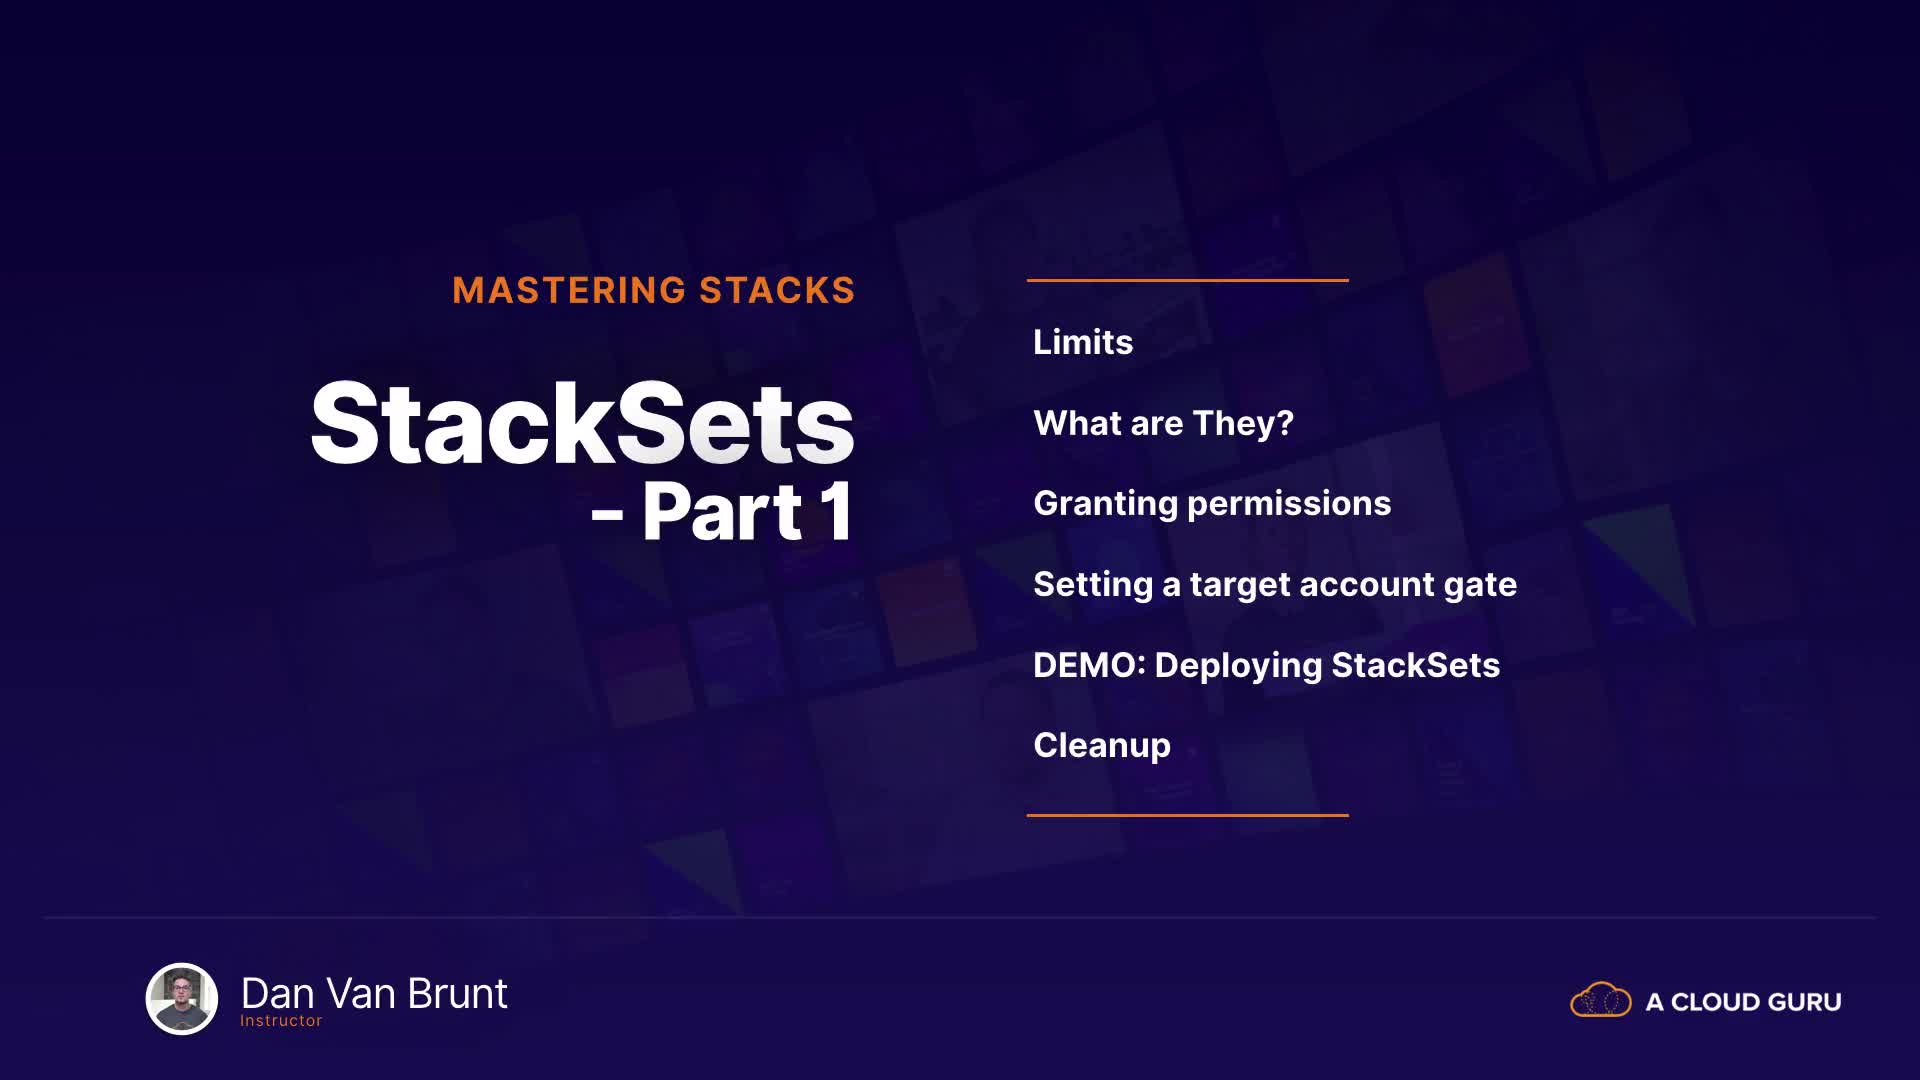 MASTERING STACKS
StackSets
- Part 1
Limits
What are They?
Granting permissions
Setting a target account gate
DEMO: Deploying StackSets
Cleanup
Dan Van Brunt
Instructor
A CLOUD GURU